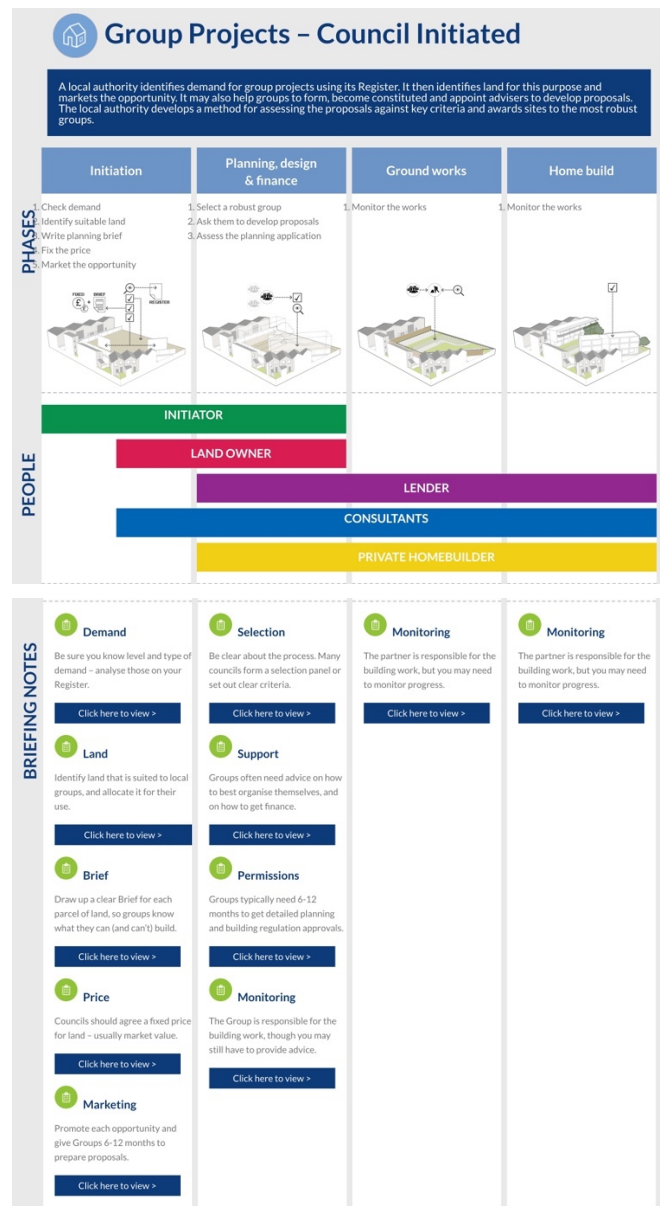 Group Projects – Council Initiated
A local authority identifies demand for group projects using its Register. It then identifies land for this purpose and
markets the opportunity. It may also help groups to form, become constituted and appoint advisers to develop proposals.
The local authority develops a method for assessing the proposals against key criteria and awards sites to the most robust
groups.
PHASES
Initiation
1. Check demand
2. Identify suitable land
3. Write planning brief
4. Fix the price
5. Market the opportunity
FIXED
BRIEF
£
£
+
REGISTER
Planning, design
& finance
1. Select a robust group
2. Ask them to develop proposals
3. Assess the planning application
Ground works
1. Monitor the works
Home build
1. Monitor the works
PEOPLE
INITIATOR
LAND OWNER
LENDER
CONSULTANTS
PRIVATE HOMEBUILDER
BRIEFING NOTES
Demand
Be sure you know level and type of
demand – analyse those on your
Register.
Click here to view >
Land
Identify land that is suited to local
groups, and allocate it for their
use.
Click here to view >
Brief
Draw up a clear Brief for each
parcel of land, so groups know
what they can (and can't) build.
Click here to view >
Price
Councils should agree a fixed price
for land – usually market value.
Click here to view >
Marketing
Promote each opportunity and
give Groups 6-12 months to
prepare proposals.
Click here to view >
Selection
Be clear about the process. Many
councils form a selection panel or
set out clear criteria.
Click here to view >
Support
Groups often need advice on how
to best organise themselves, and
on how to get finance.
Click here to view >
Permissions
Groups typically need 6-12
months to get detailed planning
and building regulation approvals.
Click here to view >
Monitoring
The Group is responsible for the
building work, though you may
still have to provide advice.
Click here to view >
Monitoring
The partner is responsible for the
building work, but you may need
to monitor progress.
Click here to view >
Monitoring
The partner is responsible for the
building work, but you may need
to monitor progress.
Click here to view >